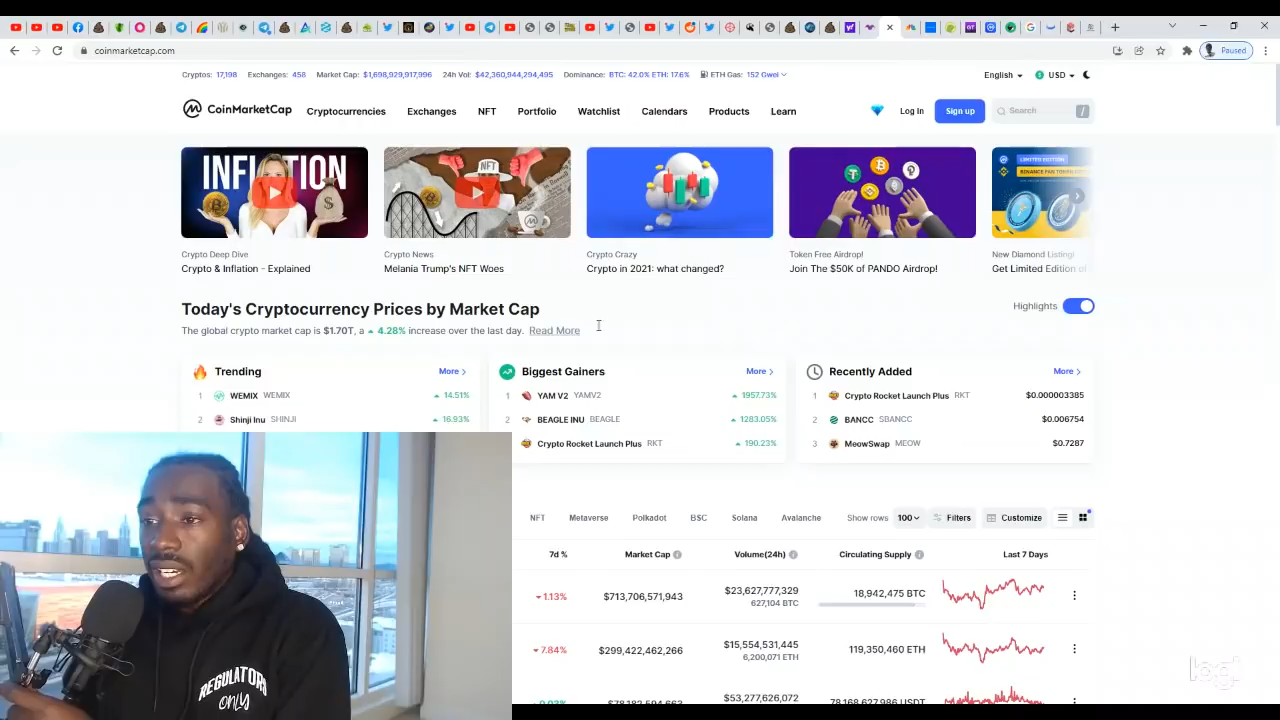 coinmarketcap.com
Paused
Cryptos: 17,198 Exchanges: 458 Market Cap: $1,698,929,917,996 24h Vol: $42,360,944,294,495 Dominance: BTC: 42.0% ETH: 17.6% ETH Gas: 152 Gwei
English USD
CoinMarketCap Cryptocurrencies Exchanges NFT Portfolio Watchlist Calendars Products Learn Log In Sign up Search /
INFLATION
NFT
LIMITED EDITION
Crypto Deep Dive
Crypto & Inflation - Explained
Crypto News
Melania Trump's NFT Woes
Crypto Crazy
Crypto in 2021: what changed?
Token Free Airdrop!
Join The $50K of PANDO Airdrop!
New Diamond Listing!
Get Limited Edition of
Today's Cryptocurrency Prices by Market Cap
Highlights
The global crypto market cap is $1.70T, a 4.28% increase over the last day. Read More
Trending More
1 WEMIX WEMIX 14.51%
2 Shinji Inu SHINJI 16.93%
Biggest Gainers More
1 YAM V2 YAMV2 1957.73%
2 BEAGLE INU BEAGLE 1283.05%
Crypto Rocket Launch Plus RKT 190.23%
Recently Added More
1 Crypto Rocket Launch Plus RKT $0.000003385
2 BANCC SBANCC $0.006754
3 MeowSwap MEOW $0.7287
NFT Metaverse Polkadot BSC Solana Avalanche Show rows 100 Filters Customize
7d % Market Cap Volume(24h) Circulating Supply Last 7 Days
1.13% $713,706,571,943 $23,627,777,329 18,942,475 BTC
627,104 BTC
7.84% $299,422,462,266 $15,554,531,445 119,350,460 ETH
6,200,071 ETH
$53,277,626,072
REGULATORS
ONLY